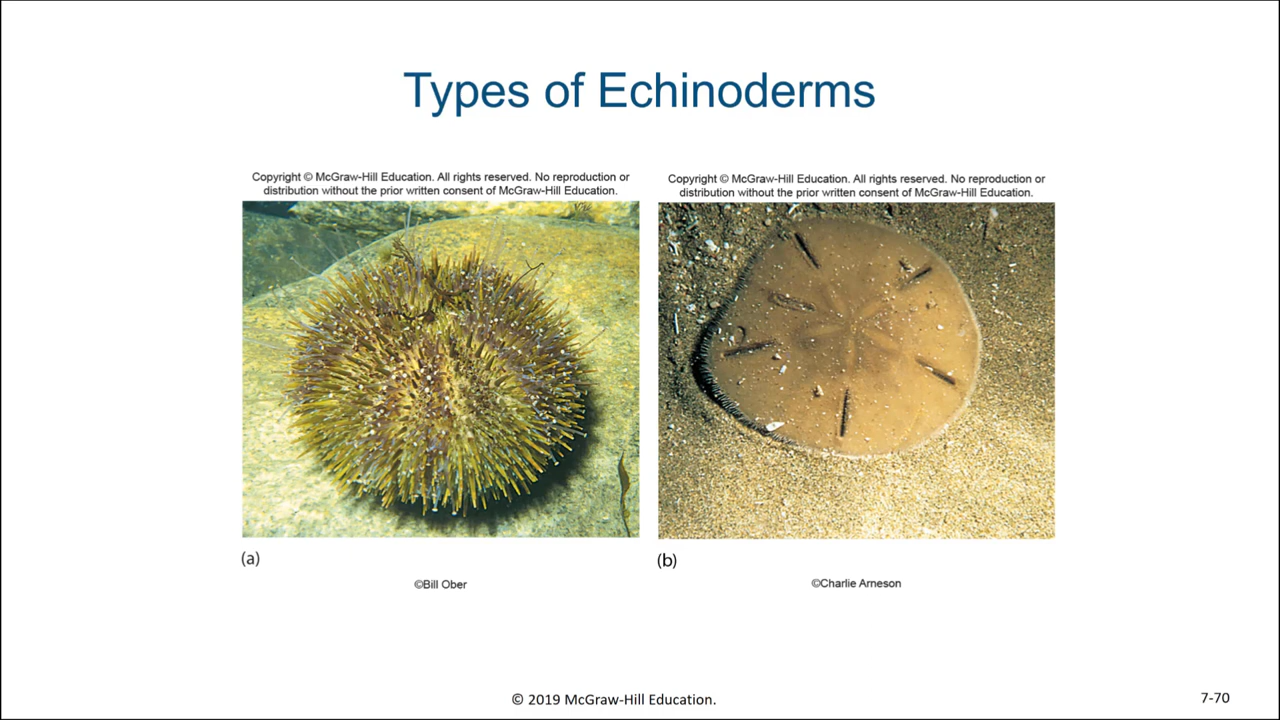 Types of Echinoderms
Copyright © McGraw-Hill Education. All rights reserved. No reproduction or
distribution without the prior written consent of McGraw-Hill Education.
(a)
©Bill Ober
Copyright © McGraw-Hill Education. All rights reserved. No reproduction or
distribution without the prior written consent of McGraw-Hill Education.
(b)
©Charlie Arneson
© 2019 McGraw-Hill Education.
7-70